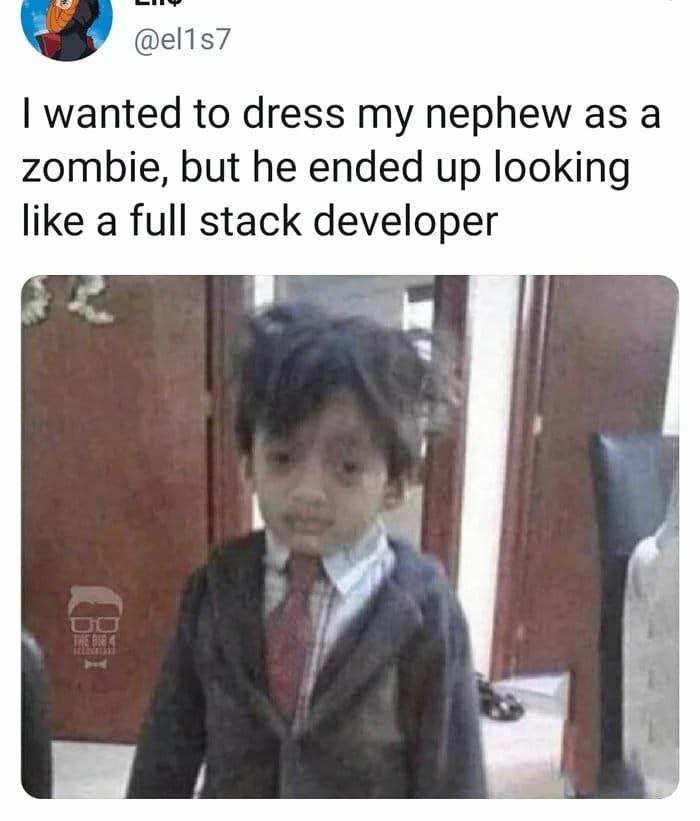 @el1s7
I wanted to dress my nephew as a
zombie, but he ended up looking
like a full stack developer
THE BIG 4